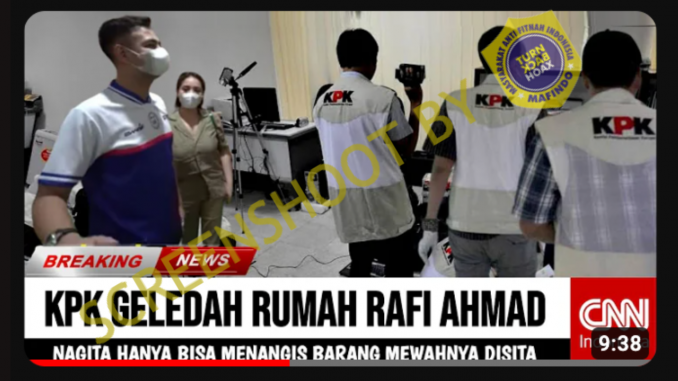 MASYARAKAT ANTI FITNAH INDONESIA
TURN
BACK
HOAX
MAFINDO
KPK
KPK
KPK
SCREENSHOOT BY
BREAKING NEWS
KPK GELEDAH RUMAH RAFI AHMAD
CNN
In
NAGITA HANYA BISA MENANGIS BARANG MEWAHNYA DISITA
9:38